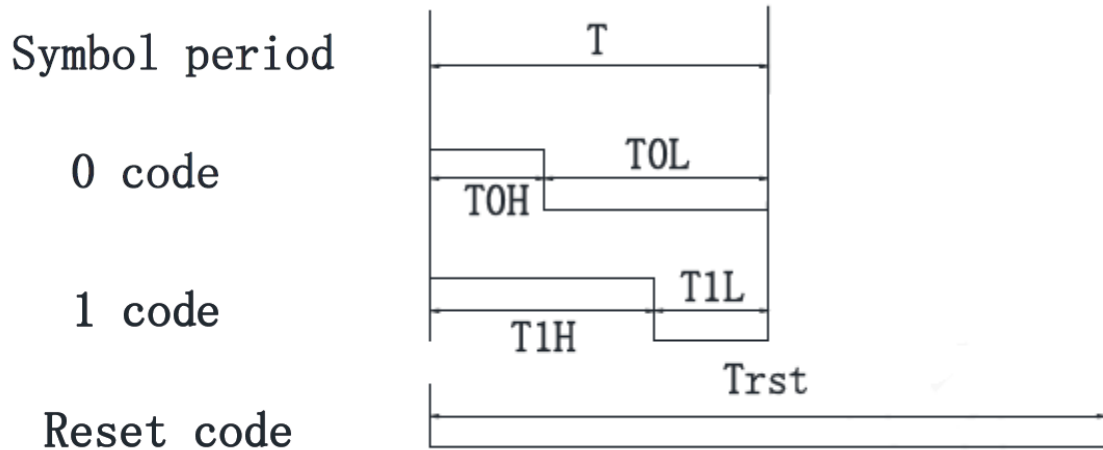 Symbol period
T
0 code
T0H
T0L
1 code
T1H
T1L
Reset code
Trst